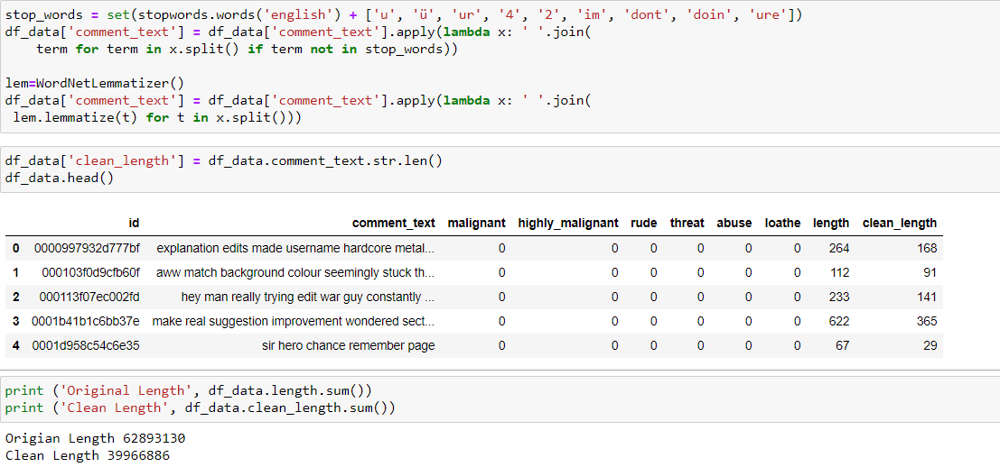 stop_words = set(stopwords.words('english') + ['u', 'ü', 'ur', '4', '2', 'im', 'dont', 'doin', 'ure'])
df_data['comment_text'] = df_data['comment_text'].apply(lambda x: ' '.join(
    term for term in x.split() if term not in stop_words))
lem=WordNetLemmatizer()
df_data['comment_text'] = df_data['comment_text'].apply(lambda x: ' '.join(
 lem.lemmatize(t) for t in x.split()))
df_data['clean_length'] = df_data.comment_text.str.len()
df_data.head()
id comment_text malignant highly_malignant rude threat abuse loathe length clean_length
0 0000997932d777bf explanation edits made username hardcore metal... 0 0 0 0 0 0 264 168
1 000103f0d9cfb60f aww match background colour seemingly stuck th... 0 0 0 0 0 0 112 91
2 000113f07ec002fd hey man really trying edit war guy constantly ... 0 0 0 0 0 0 233 141
3 0001b41b1c6bb37e make real suggestion improvement wondered sect... 0 0 0 0 0 0 622 365
4 0001d958c54c6e35 sir hero chance remember page 0 0 0 0 0 0 67 29
print ('Original Length', df_data.length.sum())
print ('Clean Length', df_data.clean_length.sum())
Origian Length 62893130
Clean Length 39966886